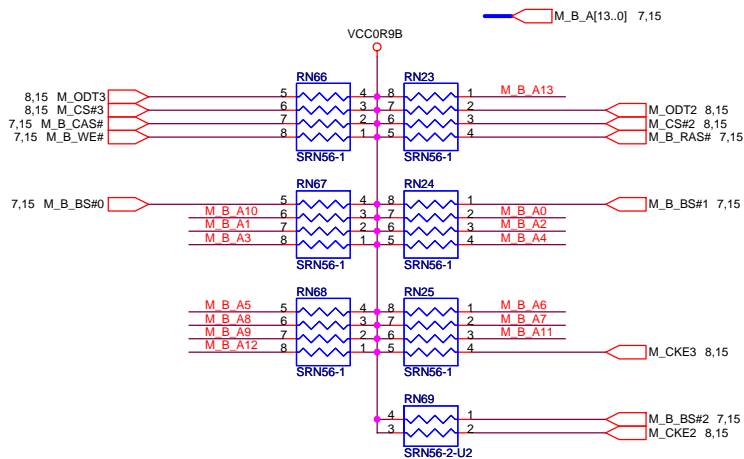 M_B_A[13..0] 7,15
VCC0R9B
RN66 RN23
8,15 M_ODT3 5 4 8 1 M_B_A13
8,15 M_CS#3 6 3 7 2 M_ODT2 8,15
7,15 M_B_CAS# 7 2 6 3 M_CS#2 8,15
7,15 M_B_WE# 8 1 5 4 M_B_RAS# 7,15
SRN56-1 SRN56-1
RN67 RN24
7,15 M_B_BS#0 5 4 8 1 M_B_BS#1 7,15
M_B_A10 6 3 7 2 M_B_A0
M_B_A1 7 2 6 3 M_B_A2
M_B_A3 8 1 5 4 M_B_A4
SRN56-1 SRN56-1
RN68 RN25
M_B_A5 5 4 8 1 M_B_A6
M_B_A8 6 3 7 2 M_B_A7
M_B_A9 7 2 6 3 M_B_A11
M_B_A12 8 1 5 4 M_CKE3 8,15
SRN56-1 SRN56-1
RN69
4 1 M_B_BS#2 7,15
3 2 M_CKE2 8,15
SRN56-2-U2